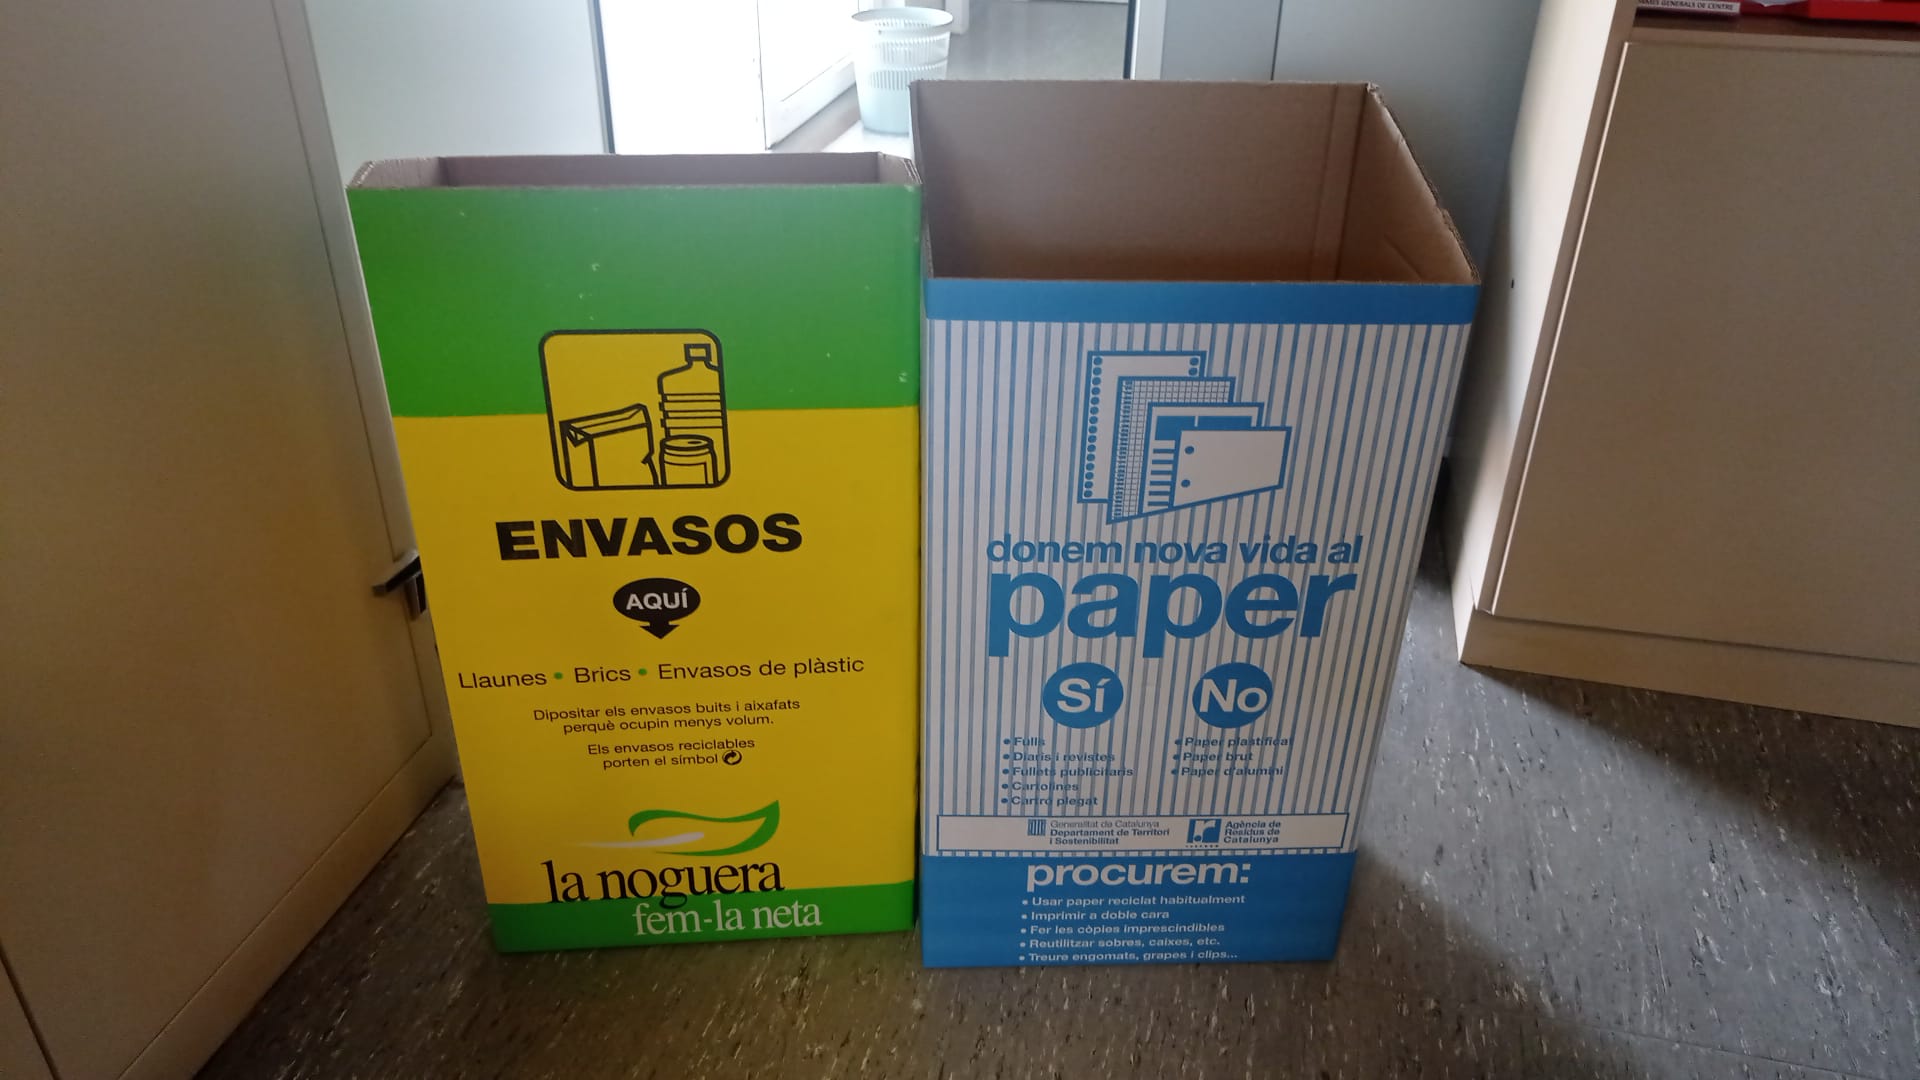 MES GENERALS DE CENTRE
ENVASOS
AQUÍ
Llaunes • Brics • Envasos de plàstic
Dipositar els envasos buits i aixafats
perquè ocupin menys volum.
Els envasos reciclables
porten el símbol
la noguera
fem-la neta
donem nova vida al
paper
Sí
• Fulls
• Diaris i revistes
• Fullets publicitaris
• Cartolines
• Cartró plegat
No
• Paper plastificat
• Paper brut
• Paper d'alumini
Generalitat de Catalunya
Departament de Territori
i Sostenibilitat
Agència de
Residus de
Catalunya
procurem:
• Usar paper reciclat habitualment
• Imprimir a doble cara
• Fer les còpies imprescindibles
• Reutilitzar sobres, caixes, etc.
• Treure engomats, grapes i clips...